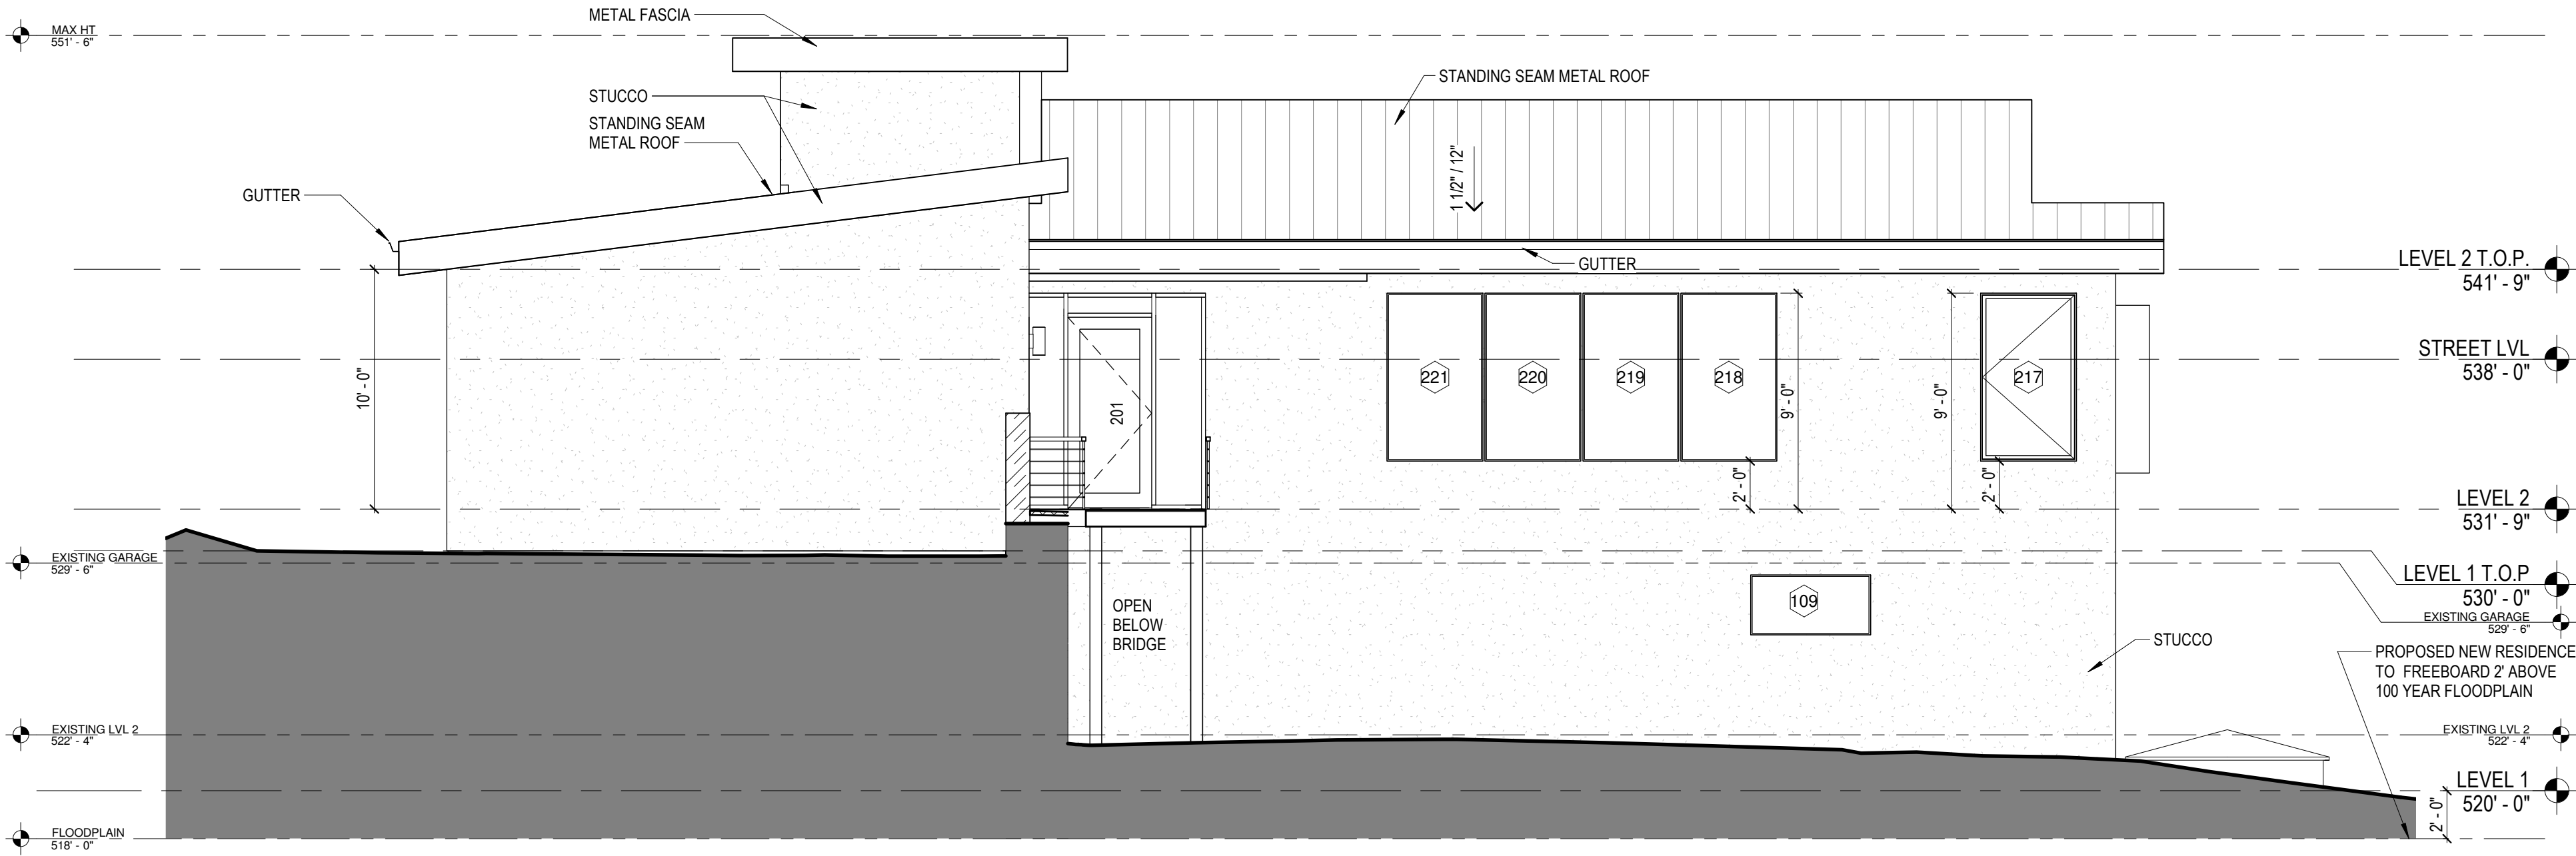 METAL FASCIA
MAX HT
551' - 6"
STANDING SEAM METAL ROOF
STUCCO
STANDING SEAM
METAL ROOF
1 1/2" / 12"
GUTTER
GUTTER
LEVEL 2 T.O.P.
541' - 9"
STREET LVL
538' - 0"
10' - 0"
201
221
220
219
218
9' - 0"
2' - 0"
9' - 0"
217
2' - 0"
LEVEL 2
531' - 9"
EXISTING GARAGE
529' - 6"
LEVEL 1 T.O.P
530' - 0"
EXISTING GARAGE
529' - 6"
OPEN
BELOW
BRIDGE
109
STUCCO
PROPOSED NEW RESIDENCE
TO FREEBOARD 2' ABOVE
100 YEAR FLOODPLAIN
EXISTING LVL 2
522' - 4"
EXISTING LVL 2
522' - 4"
LEVEL 1
520' - 0"
2' - 0"
FLOODPLAIN
518' - 0"